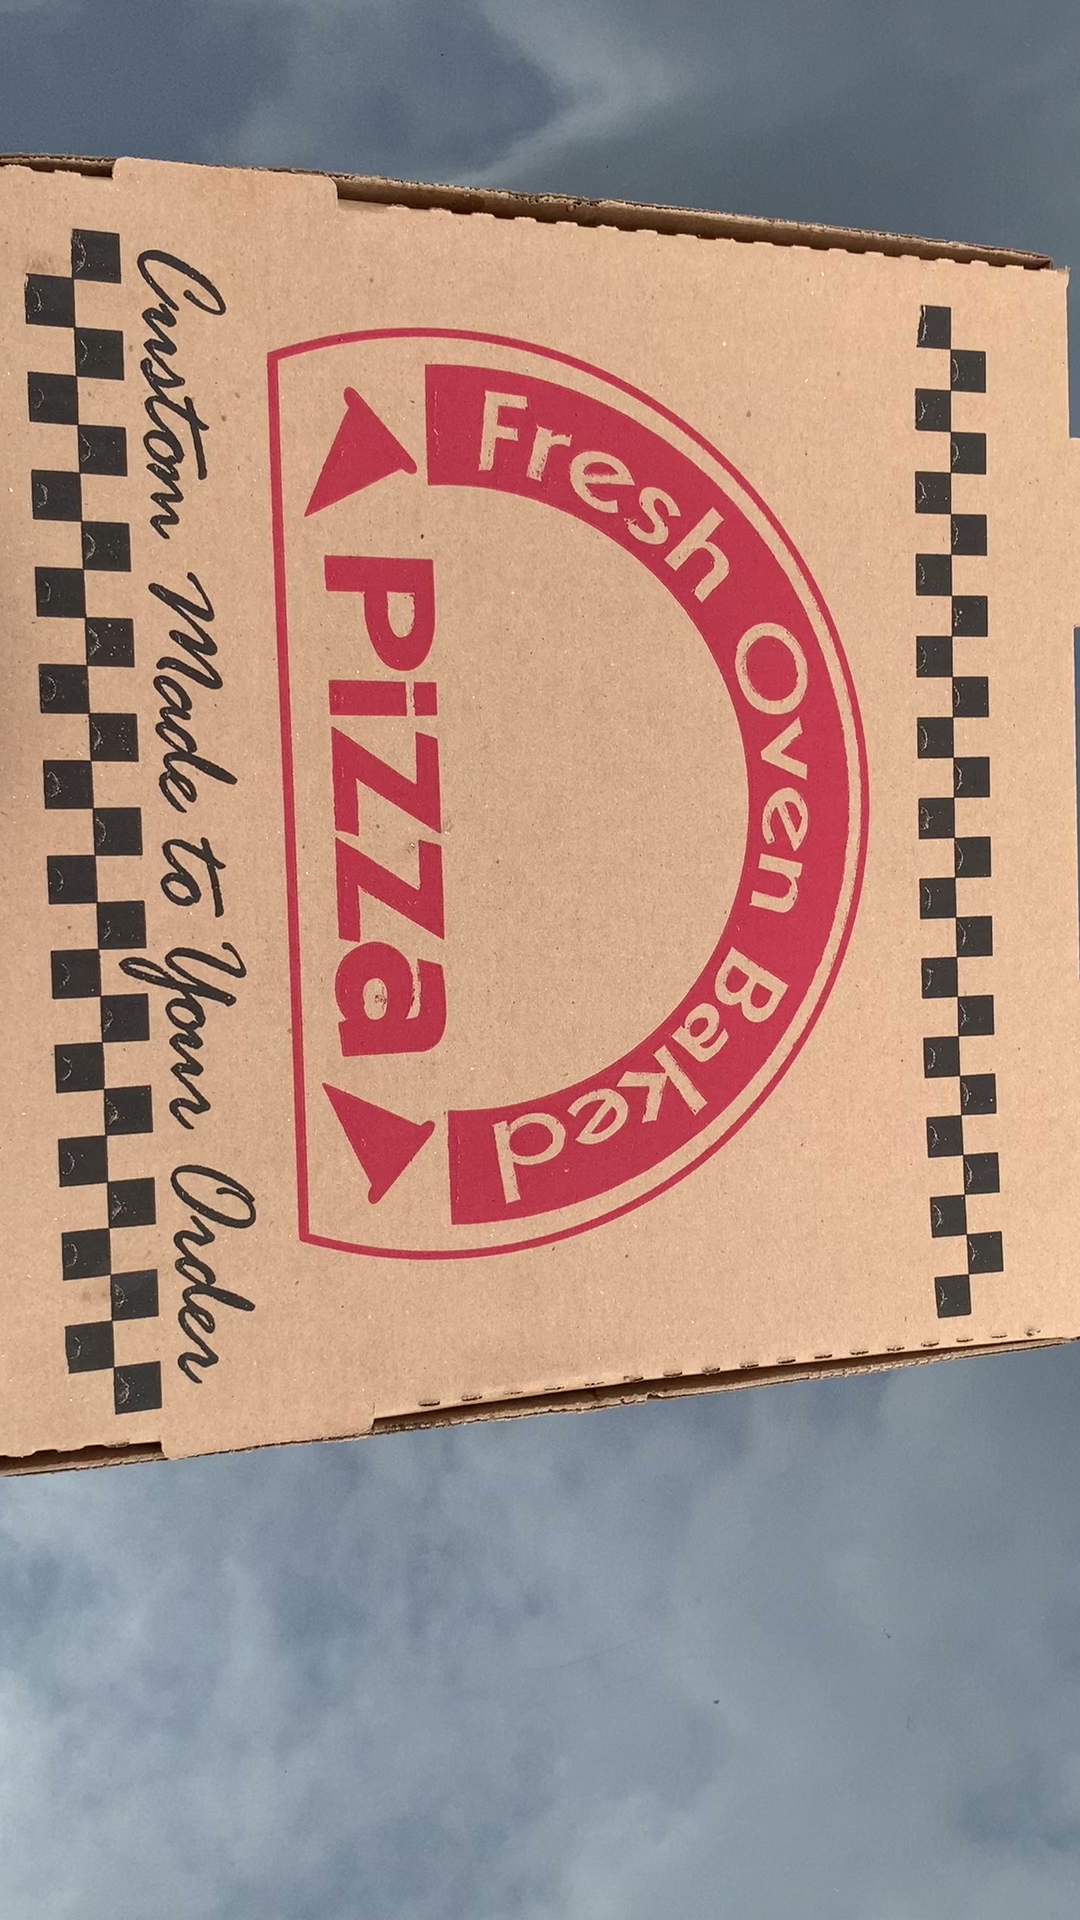 Fresh Oven Baked
Pizza
Custom Made to Your Order